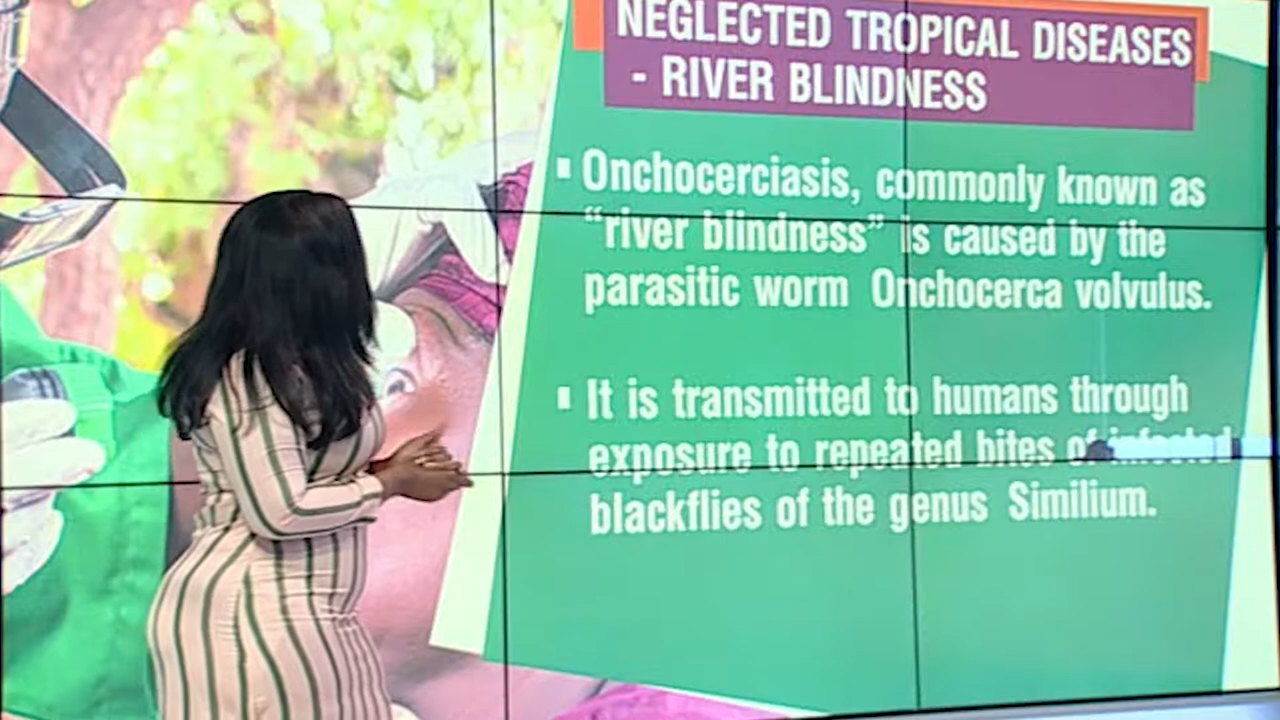 NEGLECTED TROPICAL DISEASES
- RIVER BLINDNESS
▪ Onchocerciasis, commonly known as
“river blindness” is caused by the
parasitic worm Onchocerca volvulus.
▪ It is transmitted to humans through
exposure to repeated bites of infected
blackflies of the genus Similium.